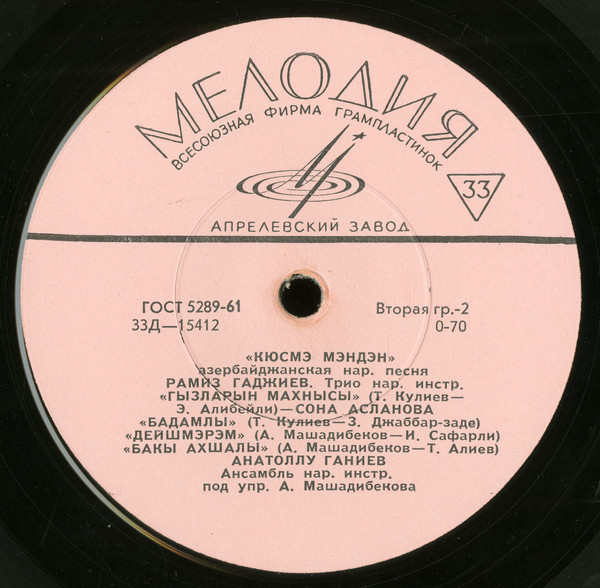 МЕЛОДИЯ
ВСЕСОЮЗНАЯ ФИРМА ГРАМПЛАСТИНОК
33
АПРЕЛЕВСКИЙ ЗАВОД
ГОСТ 5289-61 Вторая гр.-2
33Д—15412 0-70
«КЮСМЭ МЭНДЭН»
азербайджанская нар. песня
РАМИЗ ГАДЖИЕВ. Трио нар. инстр.
«ГЫЗЛАРЫН МАХНЫСЫ» (Т. Кулиев—
Э. Алибейли)—СОНА АСЛАНОВА
«БАДАМЛЫ» (Т. Кулиев—З. Джаббар-заде)
«ДЕЙШМЭРЭМ» (А. Машадибеков—И. Сафарли)
«БАКЫ АХШАЛЫ» (А. Машадибеков—Т. Алиев)
АНАТОЛЛУ ГАНИЕВ
Ансамбль нар. инстр.
под упр. А. Машадибекова